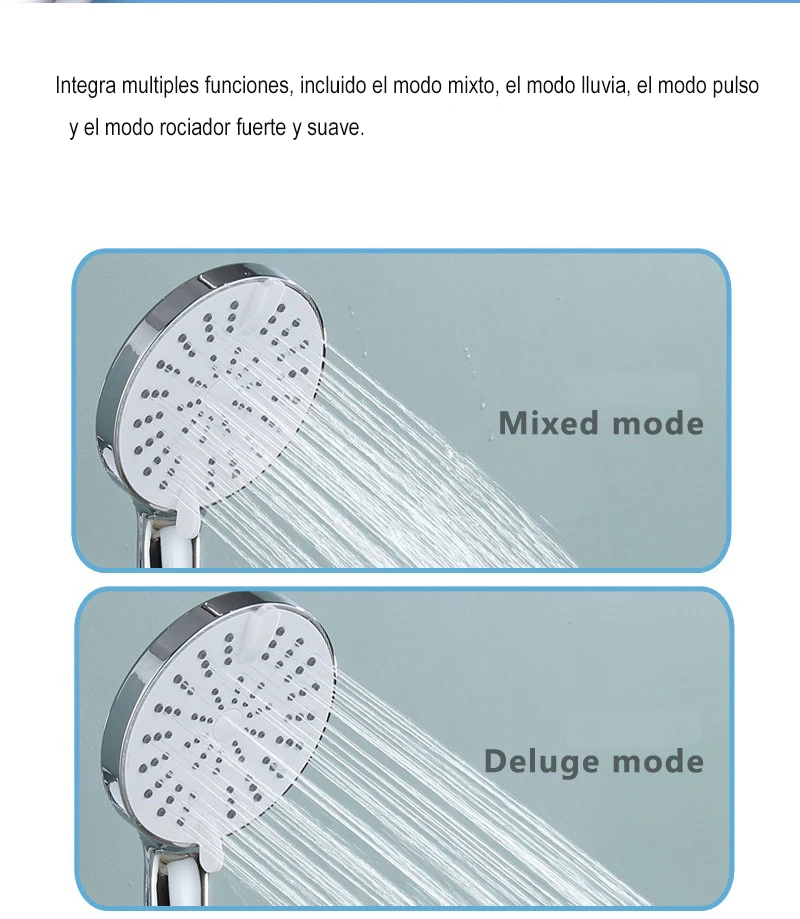 Integra multiples funciones, incluido el modo mixto, el modo lluvia, el modo pulso
y el modo rociador fuerte y suave.
Mixed mode
Deluge mode